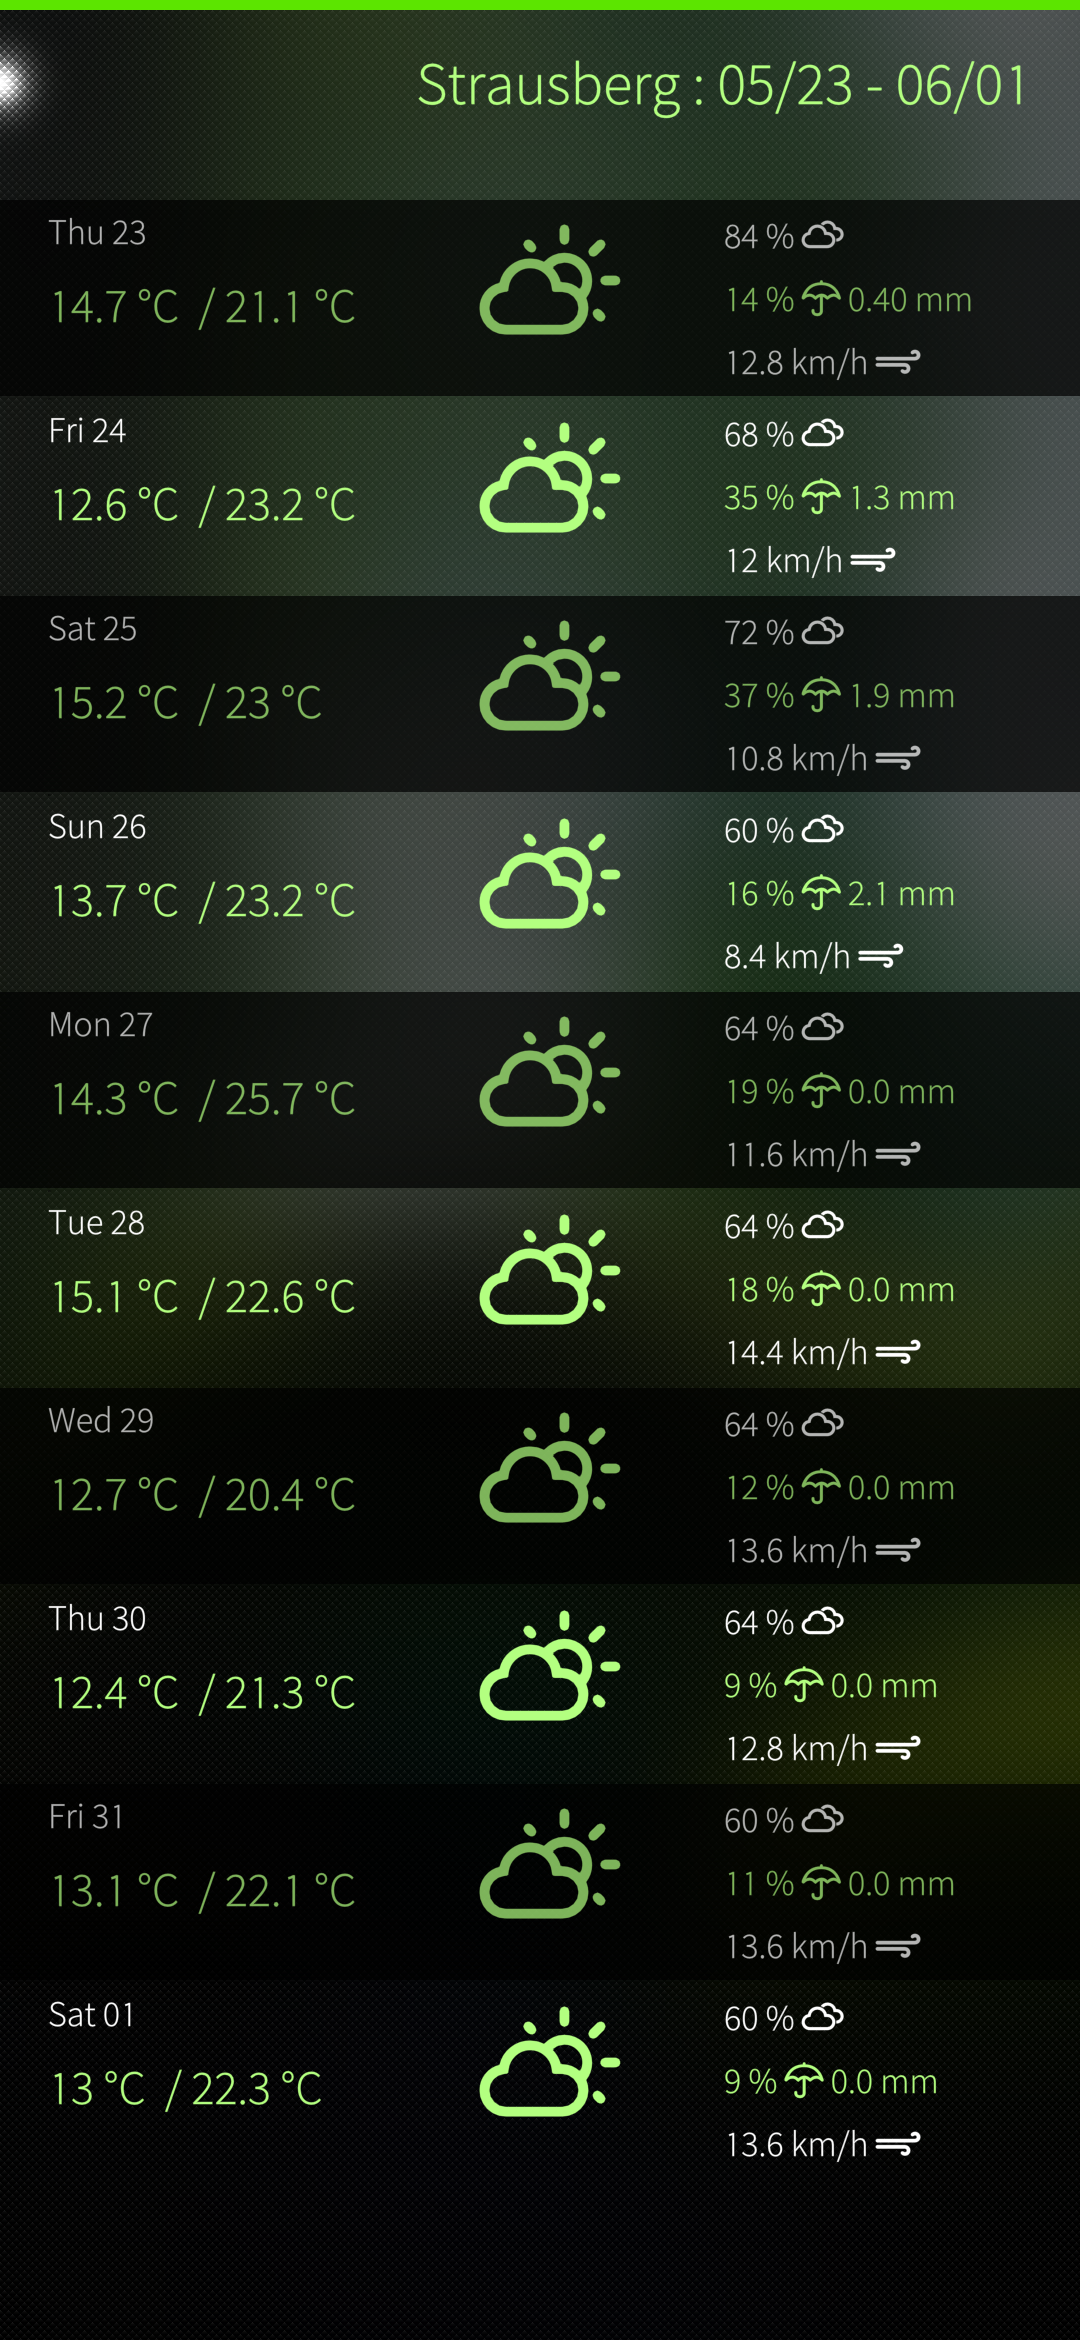 Strausberg : 05/23 - 06/01
Thu 23
14.7 °C / 21.1 °C
84 %
14 % 0.40 mm
12.8 km/h
Fri 24
12.6 °C / 23.2 °C
68 %
35 % 1.3 mm
12 km/h
Sat 25
15.2 °C / 23 °C
72 %
37 % 1.9 mm
10.8 km/h
Sun 26
13.7 °C / 23.2 °C
60 %
16 % 2.1 mm
8.4 km/h
Mon 27
14.3 °C / 25.7 °C
64 %
19 % 0.0 mm
11.6 km/h
Tue 28
15.1 °C / 22.6 °C
64 %
18 % 0.0 mm
14.4 km/h
Wed 29
12.7 °C / 20.4 °C
64 %
12 % 0.0 mm
13.6 km/h
Thu 30
12.4 °C / 21.3 °C
64 %
9 % 0.0 mm
12.8 km/h
Fri 31
13.1 °C / 22.1 °C
60 %
11 % 0.0 mm
13.6 km/h
Sat 01
13 °C / 22.3 °C
60 %
9 % 0.0 mm
13.6 km/h